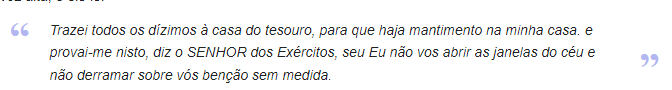 “ Trazei todos os dízimos à casa do tesouro, para que haja mantimento na minha casa. e
provai-me nisto, diz o SENHOR dos Exércitos, seu Eu não vos abrir as janelas do céu e
não derramar sobre vós benção sem medida. ”